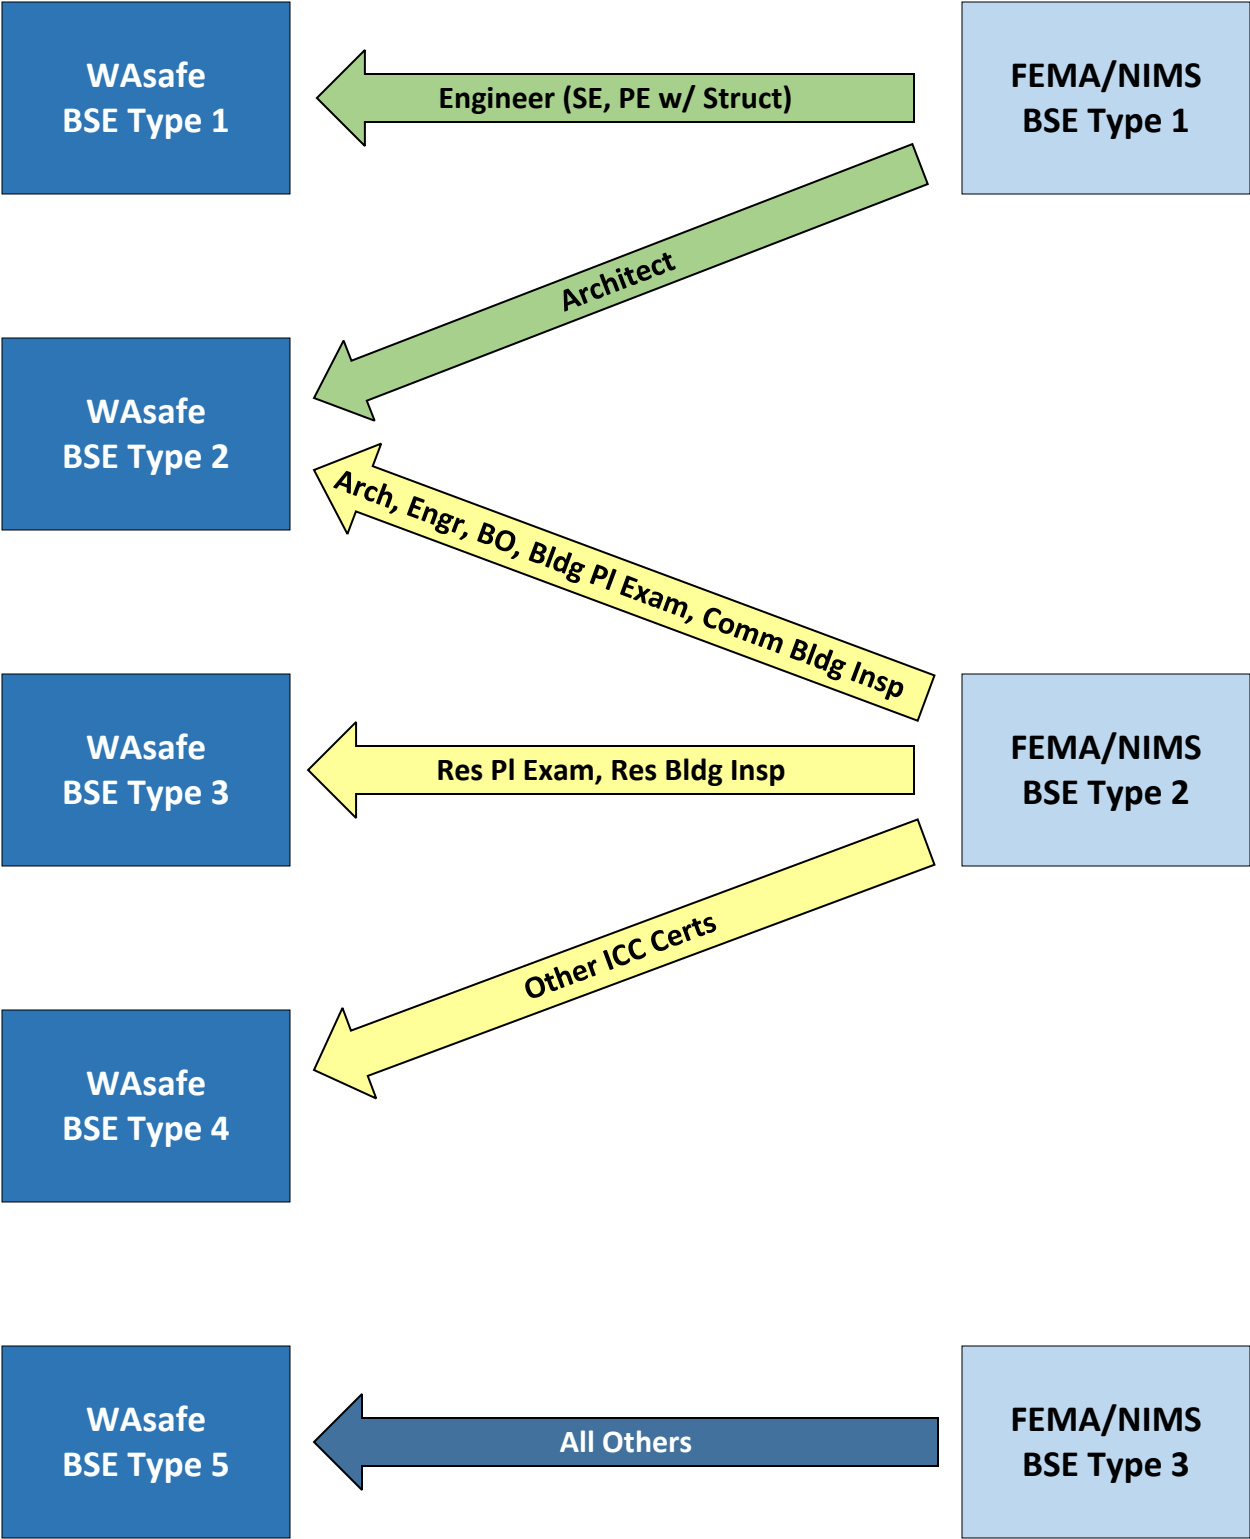 WAsafe
BSE Type 1
Engineer (SE, PE w/ Struct)
FEMA/NIMS
BSE Type 1
Architect
WAsafe
BSE Type 2
Arch, Engr, BO, Bldg Pl Exam, Comm Bldg Insp
WAsafe
BSE Type 3
Res Pl Exam, Res Bldg Insp
FEMA/NIMS
BSE Type 2
Other ICC Certs
WAsafe
BSE Type 4
WAsafe
BSE Type 5
All Others
FEMA/NIMS
BSE Type 3